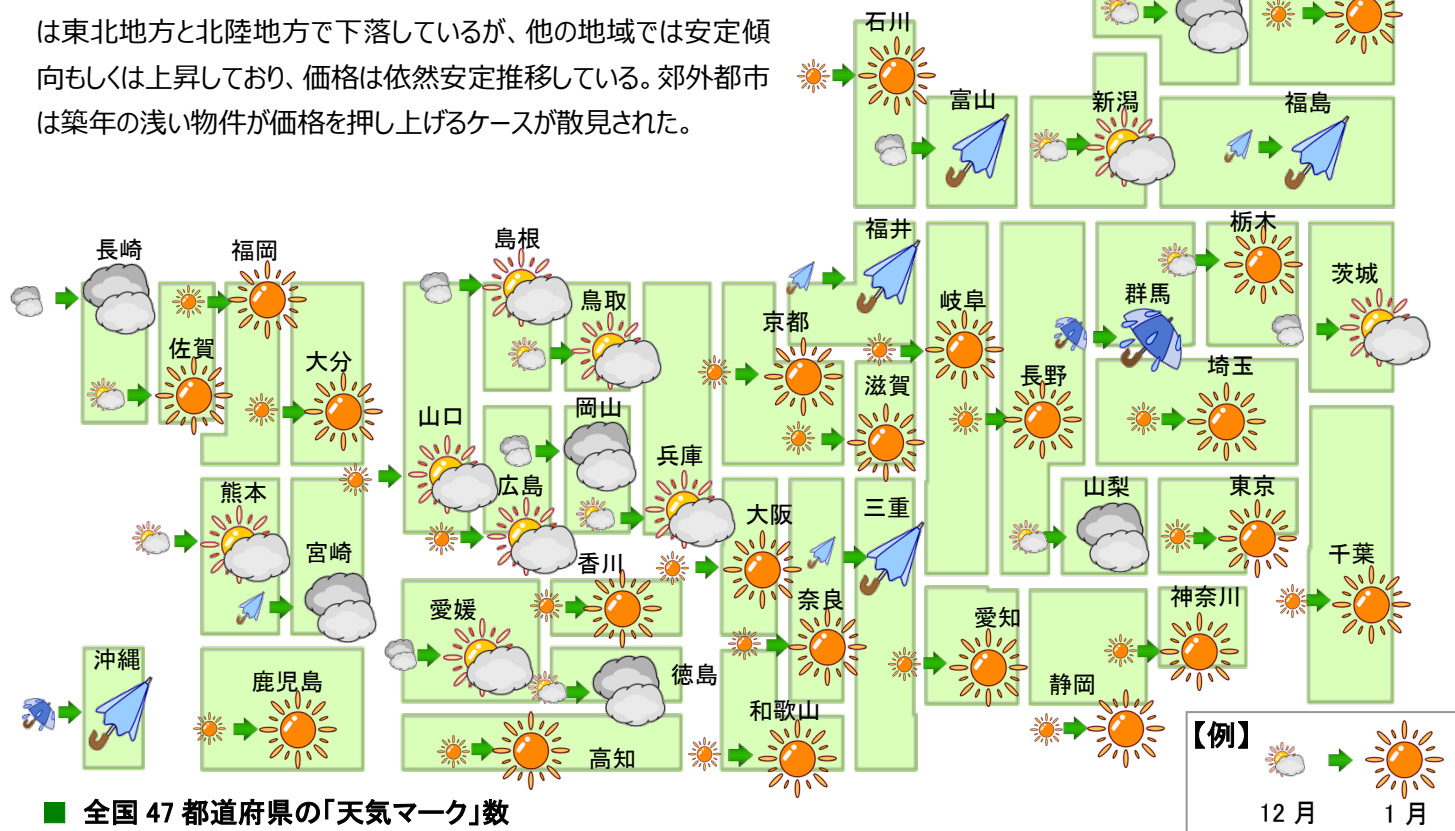 は東北地方と北陸地方で下落しているが、他の地域では安定傾
向もしくは上昇しており、価格は依然安定推移している。郊外都市
は築年の浅い物件が価格を押し上げるケースが散見された。
石川
富山
新潟
福島
長崎
福岡
島根
福井
栃木
佐賀
大分
鳥取
京都
岐阜
群馬
茨城
山口
岡山
滋賀
長野
埼玉
熊本
宮崎
広島
兵庫
大阪
三重
山梨
東京
千葉
香川
愛媛
奈良
愛知
神奈川
沖縄
鹿児島
徳島
静岡
和歌山
高知
【例】
12 月
1 月
■ 全国 47 都道府県の「天気マーク」数